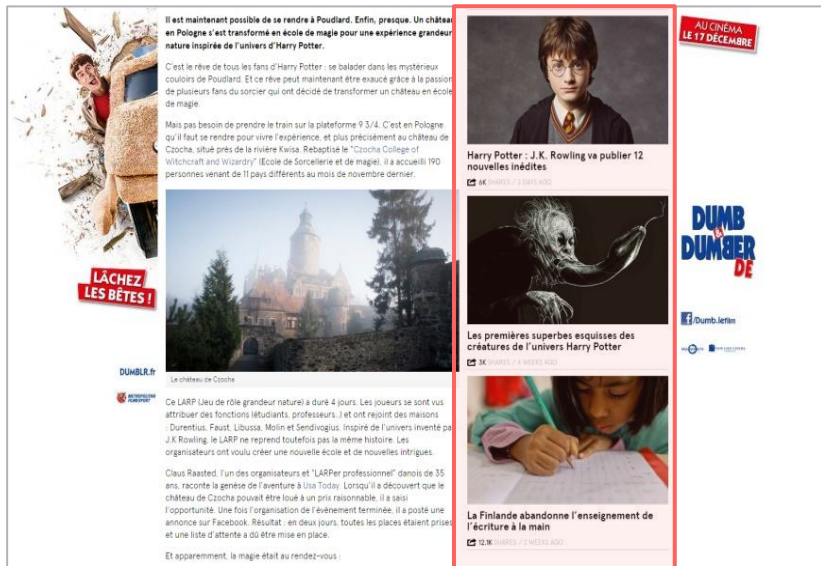 Il est maintenant possible de se rendre à Poudlard. Enfin, presque. Un château
en Pologne s'est transformé en école de magie pour une expérience grandeur
nature inspirée de l'univers d'Harry Potter.
C'est le rêve de tous les fans d'Harry Potter : se balader dans les mystérieux
couloirs de Poudlard. Et ce rêve peut maintenant être exaucé grâce à la passion
de plusieurs fans du sorcier qui ont décidé de transformer un château en école
de magie.
Mais pas besoin de prendre le train sur la plateforme 9 3/4. C'est en Pologne
qu'il faut se rendre pour vivre l'expérience, et plus précisément au château de
Czocha, situé près de la rivière Kwisa. Rebaptisé le "Czocha College of
Witchcraft and Wizardry" (Ecole de Sorcellerie et de magie), il a accueilli 190
personnes venant de 11 pays différents au mois de novembre dernier.
Le château de Czocha
Ce LARP (Jeu de rôle grandeur nature) a duré 4 jours. Les joueurs se sont vus
attribuer des fonctions (étudiants, professeurs..) et ont rejoint des maisons
: Durentius, Faust, Libussa, Molin et Sendivogius. Inspiré de l'univers inventé pa
J.K Rowling, le LARP ne reprend toutefois pas la même histoire. Les
organisateurs ont voulu créer une nouvelle école et de nouvelles intrigues.
Claus Raasted, l'un des organisateurs et "LARPer professionnel" danois de 35
ans, raconte la genèse de l'aventure à Usa Today. Lorsqu'il a découvert que le
château de Czocha pouvait être loué à un prix raisonnable, il a saisi
l'opportunité. Une fois l'organisation de l'évènement terminée, il a posté une
annonce sur Facebook. Résultat : en deux jours, toutes les places étaient prises
et une liste d'attente a dû être mise en place.
Et apparemment, la magie était au rendez-vous :
Harry Potter : J.K. Rowling va publier 12
nouvelles inédites
6K SHARES / 3 DAYS AGO
Les premières superbes esquisses des
créatures de l'univers Harry Potter
3K SHARES / 4 WEEKS AGO
La Finlande abandonne l'enseignement de
l'écriture à la main
12.1K SHARES / 2 WEEKS AGO
LÂCHEZ
LES BÊTES !
DUMBLR.fr
METROPOLITAN
FILMEXPORT
AU CINÉMA
LE 17 DÉCEMBRE
DUMB
&
DUMBER
DE
/Dumb.lefilm